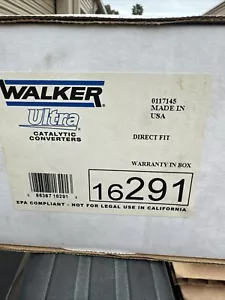 WALKER
Ultra
CATALYTIC
CONVERTERS
0117145
MADE IN
USA
DIRECT FIT
WARRANTY IN BOX
16291
EPA COMPLIANT - NOT FOR LEGAL USE IN CALIFORNIA